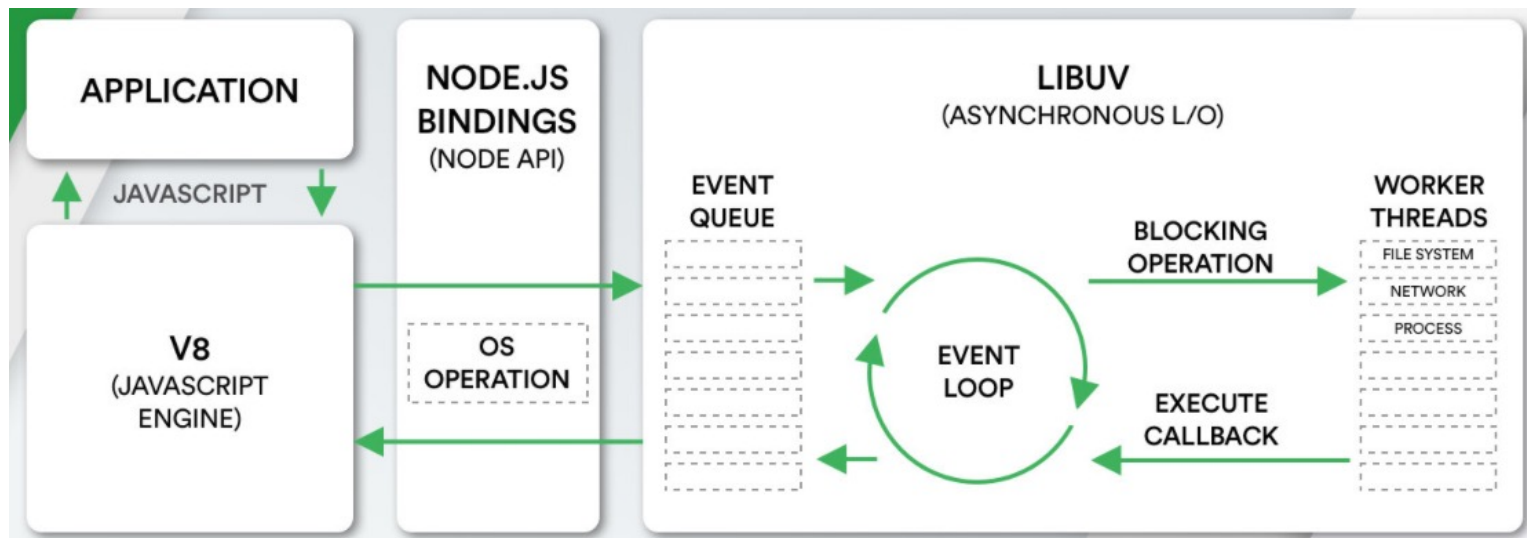 APPLICATION
JAVASCRIPT
V8
(JAVASCRIPT
ENGINE)
NODE.JS
BINDINGS
(NODE API)
OS
OPERATION
LIBUV
(ASYNCHRONOUS L/O)
EVENT
QUEUE
EVENT
LOOP
BLOCKING
OPERATION
EXECUTE
CALLBACK
WORKER
THREADS
FILE SYSTEM
NETWORK
PROCESS